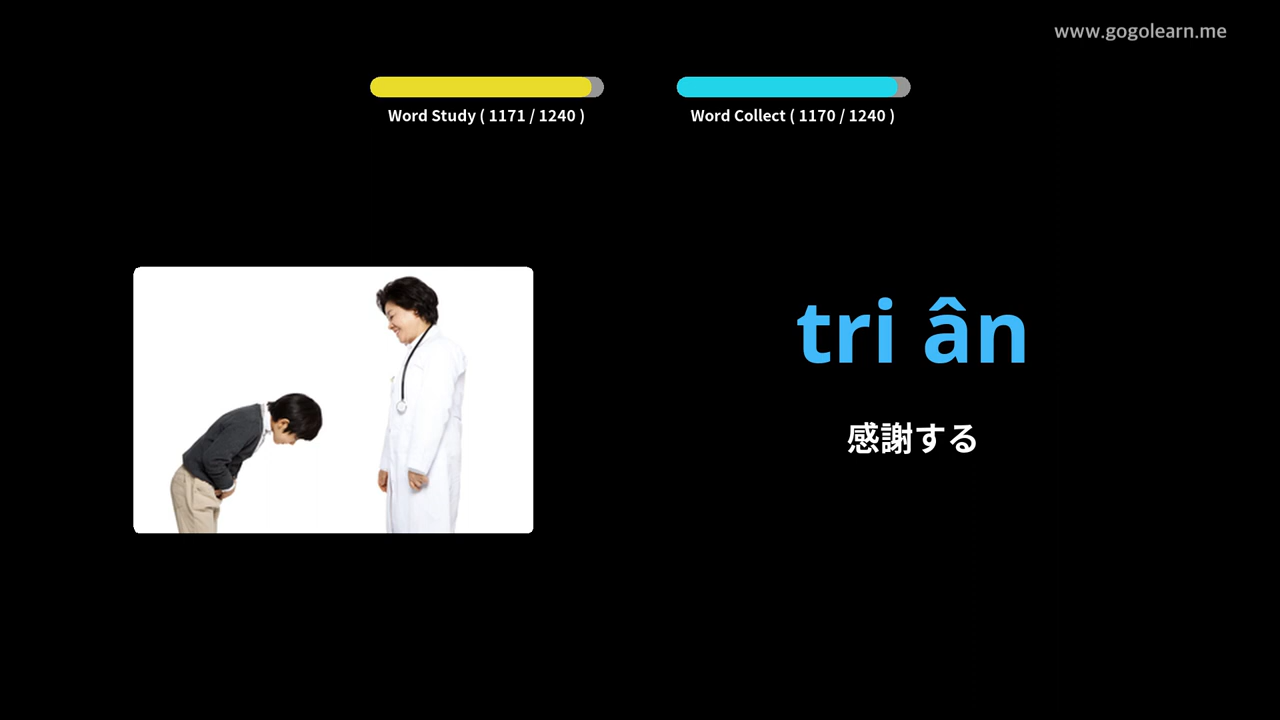 www.gogolearn.me
Word Study ( 1171 / 1240 )
Word Collect ( 1170 / 1240 )
tri ân
感謝する